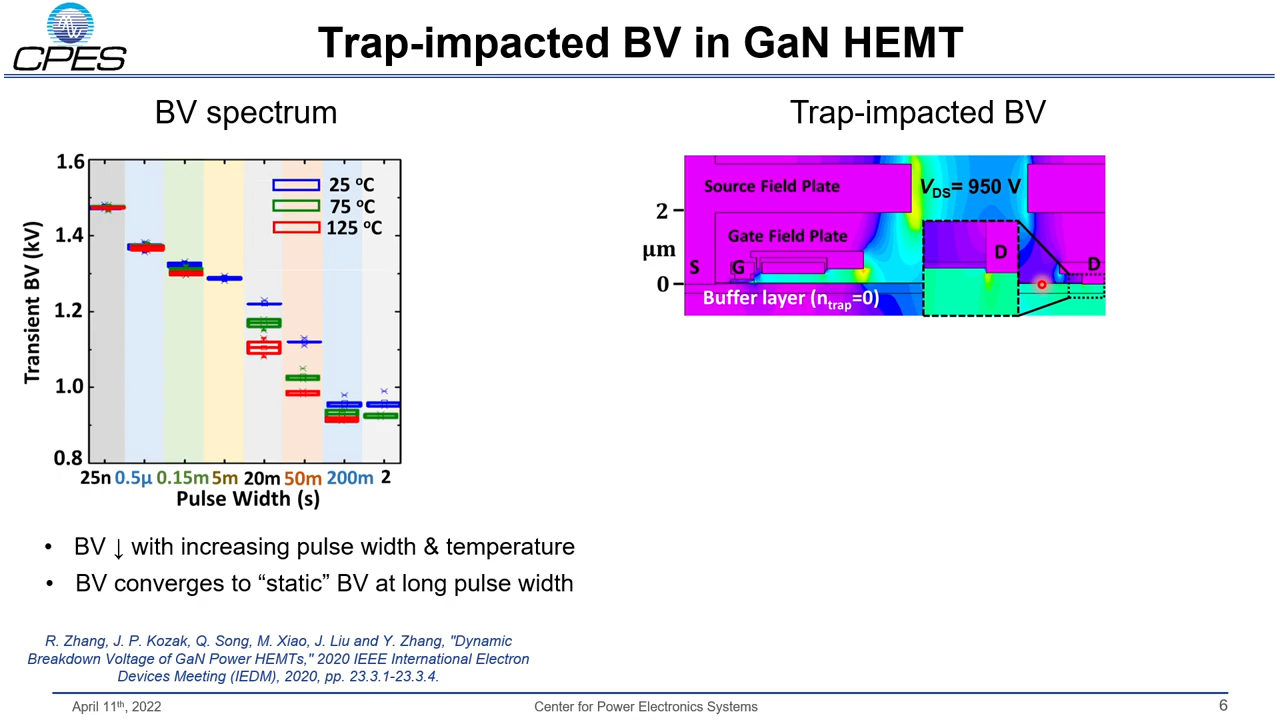 CPES
Trap-impacted BV in GaN HEMT
BV spectrum
Trap-impacted BV
1.6
1.4
1.2
1.0
0.8
Transient BV (kV)
25 ºC
75 ºC
125 ºC
25n 0.5µ 0.15m 5m 20m 50m 200m 2
Pulse Width (s)
Source Field Plate
V_DS= 950 V
2
µm
Gate Field Plate
D
S
G
D
0
Buffer layer (n_trap=0)
• BV ↓ with increasing pulse width & temperature
• BV converges to “static” BV at long pulse width
R. Zhang, J. P. Kozak, Q. Song, M. Xiao, J. Liu and Y. Zhang, "Dynamic
Breakdown Voltage of GaN Power HEMTs," 2020 IEEE International Electron
Devices Meeting (IEDM), 2020, pp. 23.3.1-23.3.4.
April 11th, 2022
Center for Power Electronics Systems
6